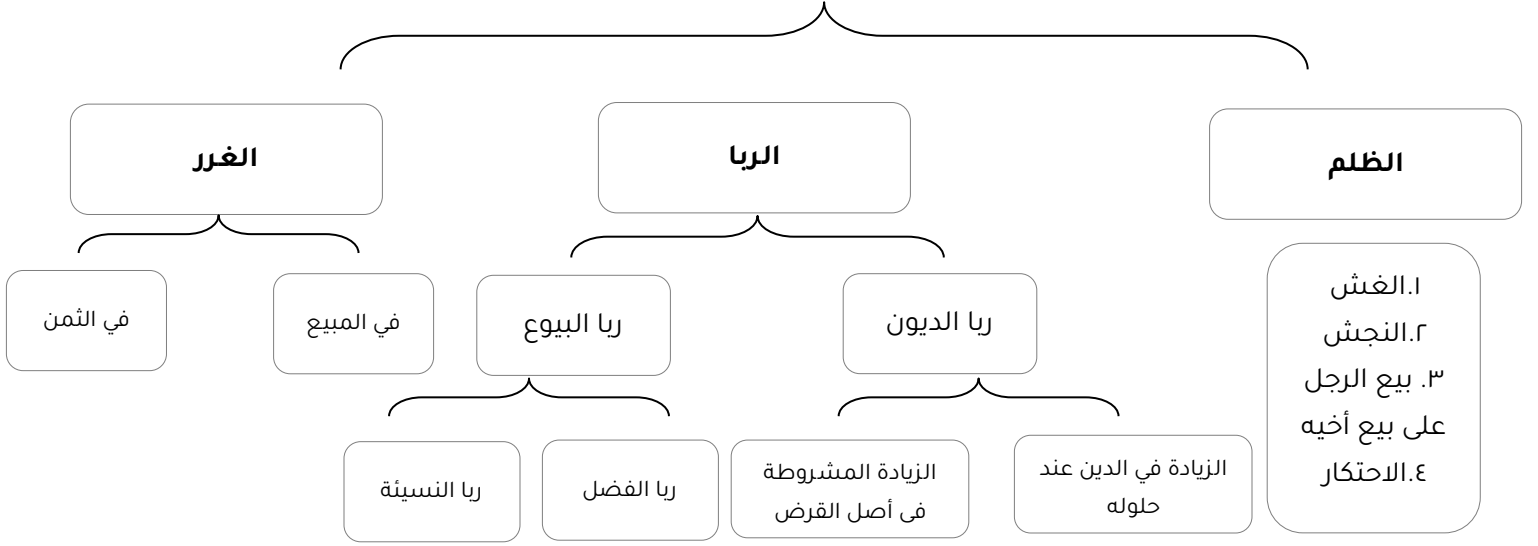 الظلم
الربا
الغرر
١.الغش
٢.النجش
٣. بيع الرجل
على بيع أخيه
٤.الاحتكار
ربا الديون
ربا البيوع
في المبيع
في الثمن
الزيادة في الدين عند
حلوله
الزيادة المشروطة
فى أصل القرض
ربا الفضل
ربا النسيئة